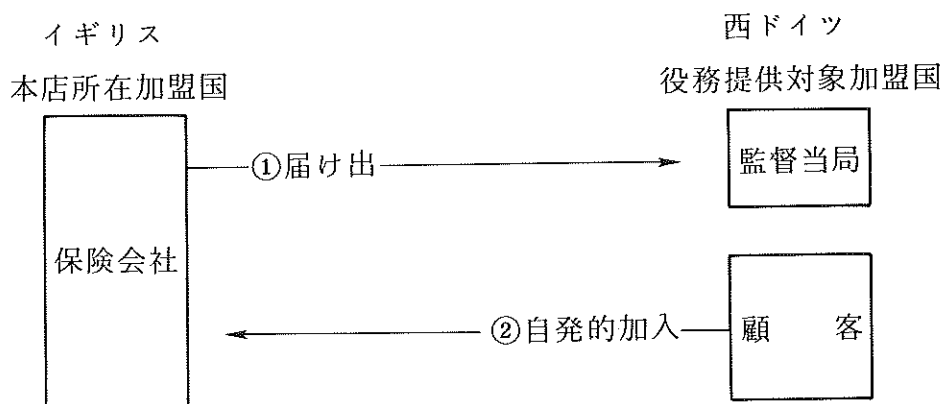 イギリス
本店所在加盟国
西ドイツ
役務提供対象加盟国
保険会社
①届け出
監督当局
②自発的加入
顧 客